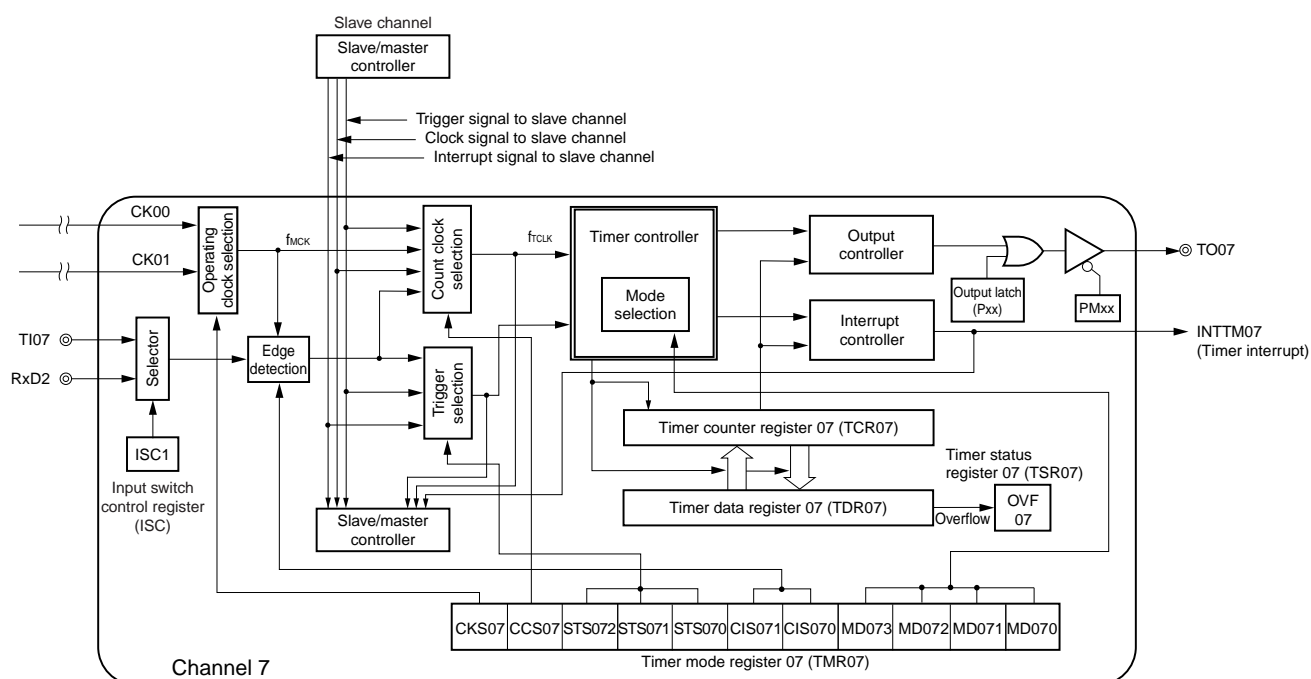 Slave channel
Slave/master
controller
Trigger signal to slave channel
Clock signal to slave channel
Interrupt signal to slave channel
CK00
CK01
Operating
clock selection
fMCK
Count clock
selection
fTCLK
Timer controller
Mode
selection
Output
controller
Output latch
(Pxx)
PMxx
TO07
Interrupt
controller
INTTM07
(Timer interrupt)
TI07
RxD2
Selector
Edge
detection
Trigger
selection
ISC1
Input switch
control register
(ISC)
Slave/master
controller
Timer counter register 07 (TCR07)
Timer data register 07 (TDR07)
Timer status
register 07 (TSR07)
Overflow
OVF
07
CKS07 CCS07 STS072 STS071 STS070 CIS071 CIS070 MD073 MD072 MD071 MD070
Timer mode register 07 (TMR07)
Channel 7